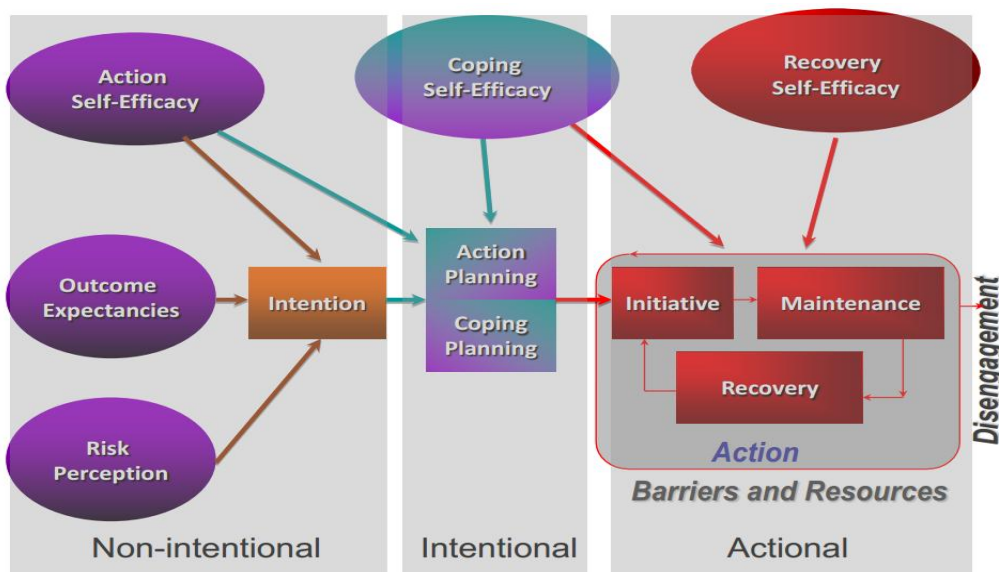 Action
Self-Efficacy
Coping
Self-Efficacy
Recovery
Self-Efficacy
Outcome
Expectancies
Intention
Action
Planning
Coping
Planning
Initiative
Maintenance
Recovery
Disengagement
Risk
Perception
Action
Barriers and Resources
Non-intentional
Intentional
Actional